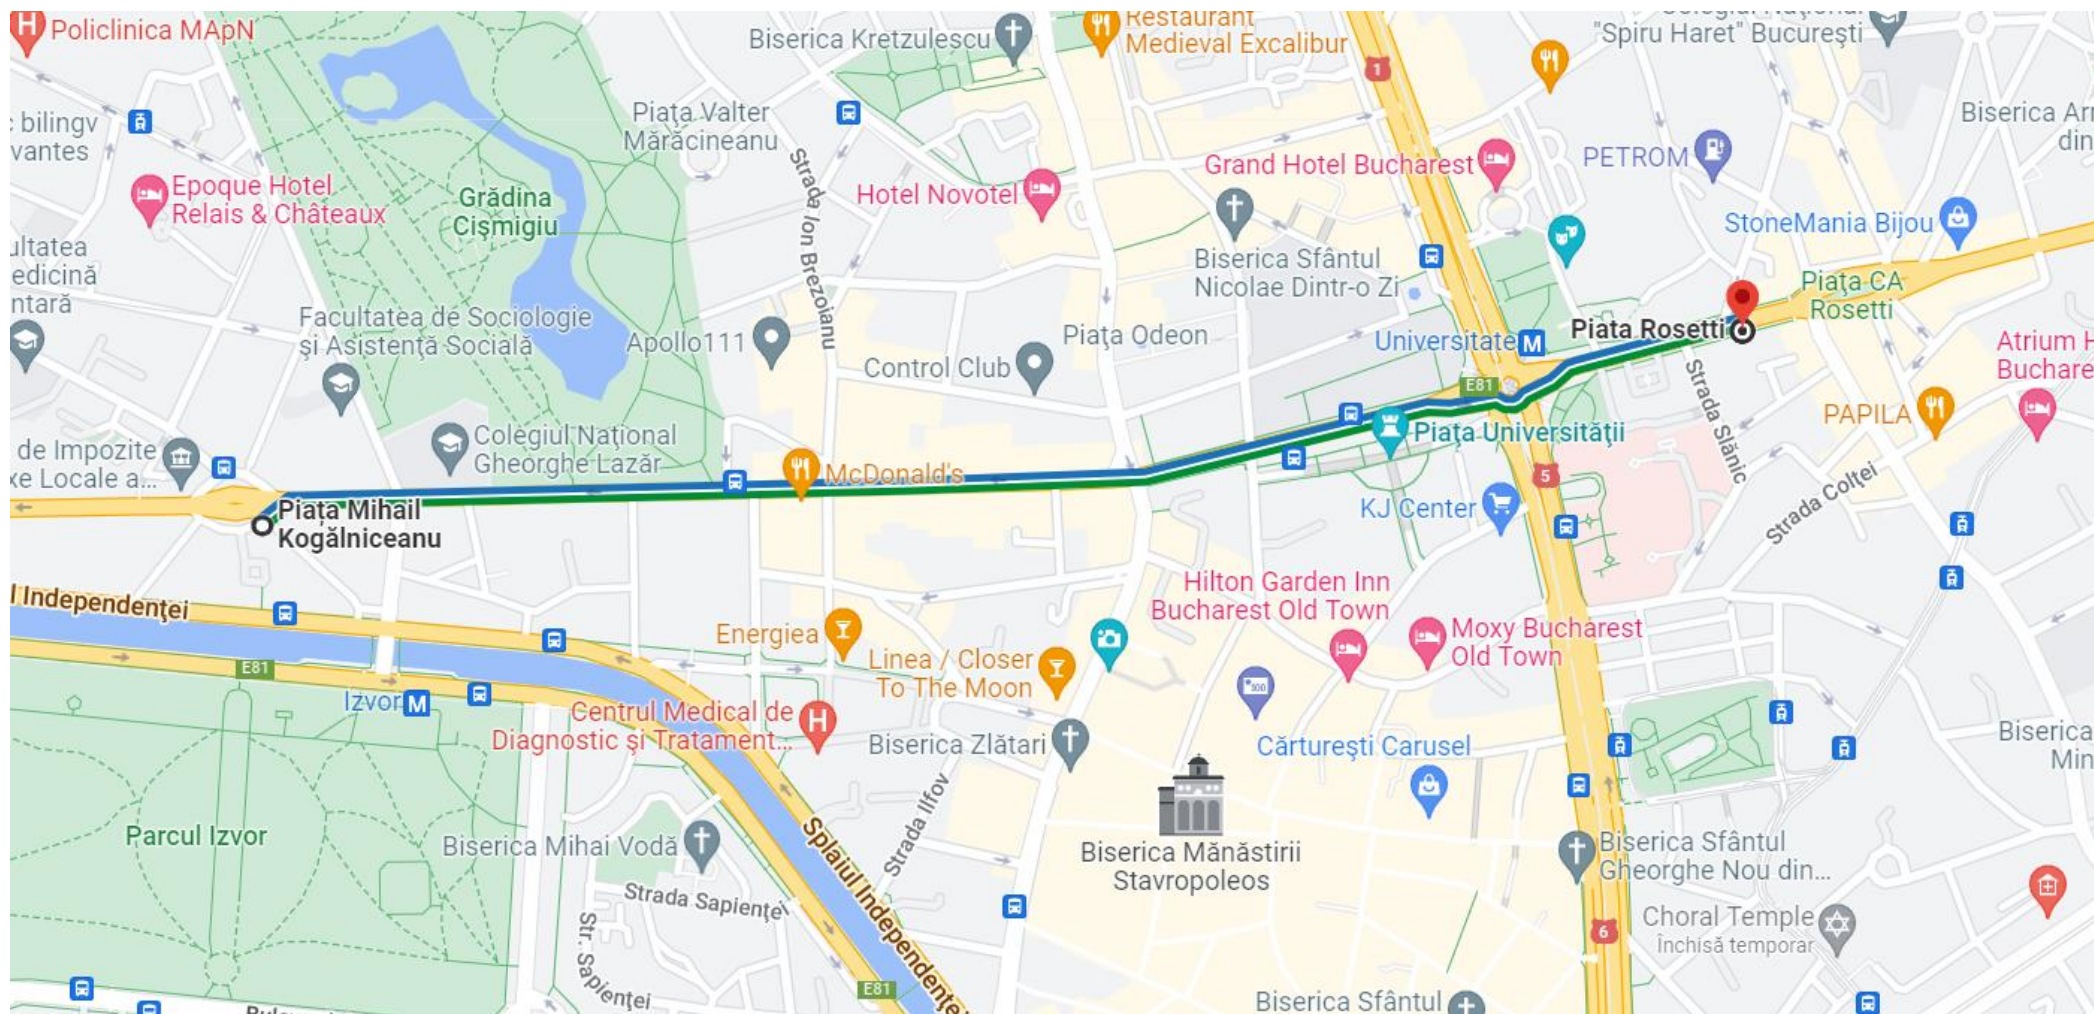 Policlinica MApN
Biserica Kretzulescu
Restaurant
Medieval Excalibur
1
"Spiru Haret" București
bilingv
vantes
Piața Valter
Mărăcineanu
Biserica
din
Grand Hotel Bucharest
PETROM
Epoque Hotel
Relais & Châteaux
Grădina
Cișmigiu
Strada Ion Brezoianu
Hotel Novotel
StoneMania Bijou
ultatea
edicină
ntară
Biserica Sfântul
Nicolae Dintr-o Zi
Piața CA
Rosetti
Facultatea de Sociologie
și Asistență Socială
Apollo111
Piața Odeon
Universitate M
Piata Rosetti
Control Club
E81
Atrium
Buchare
Strada Slănic
PAPILA
de Impozite
xe Locale a...
Colegiul Național
Gheorghe Lazăr
McDonald's
Piața Universității
5
KJ Center
Strada Colței
Piața Mihail
Kogălniceanu
l Independenței
Hilton Garden Inn
Bucharest Old Town
Energiea
Moxy Bucharest
Old Town
Linea / Closer
To The Moon
E81
Izvor M
300
Centrul Medical de
Diagnostic și Tratament...
Biserica Zlătari
Cărturești Carusel
Biserica
Min
Parcul Izvor
Biserica Mihai Vodă
Splaiul Independenței
Strada Ilfov
Biserica Mănăstirii
Stavropoleos
Biserica Sfântul
Gheorghe Nou din...
Strada Sapienței
Str. Sapienței
Choral Temple
Închisă temporar
6
E81
Biserica Sfântul